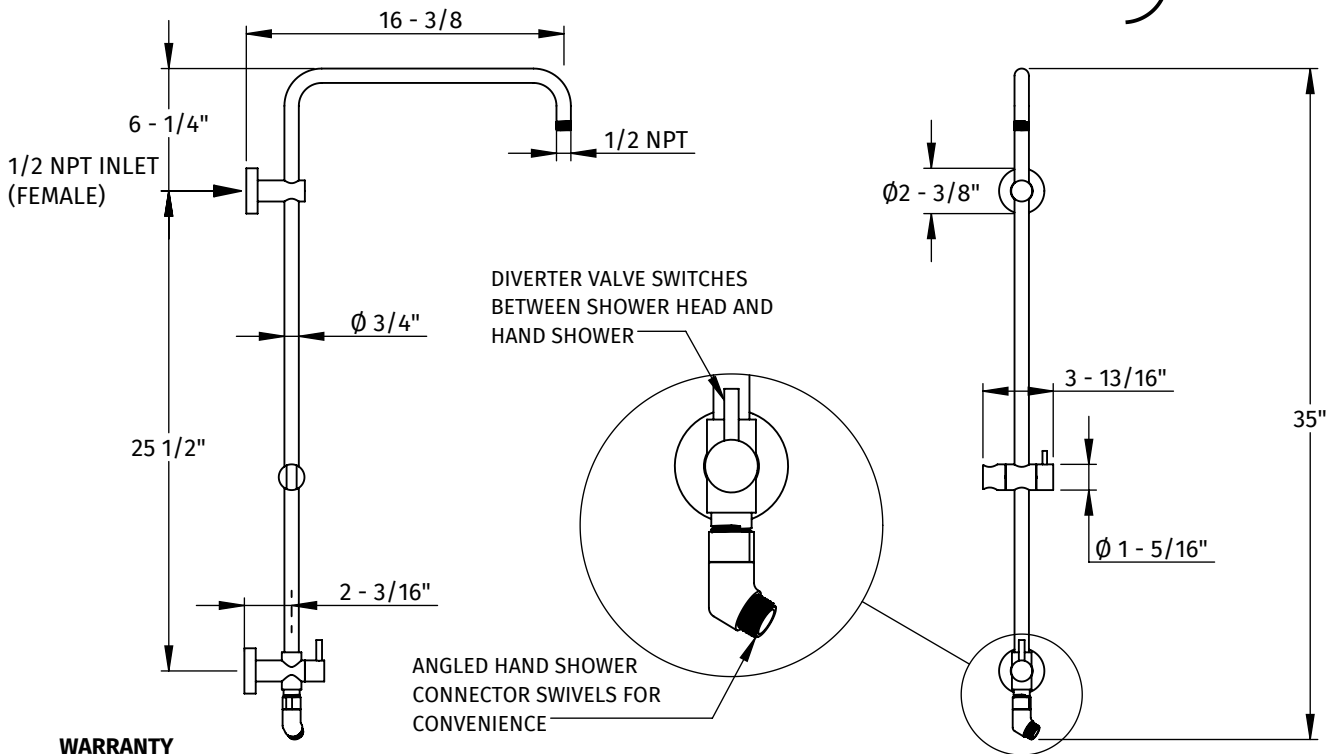 16 - 3/8
6 - 1/4"
1/2 NPT INLET
(FEMALE)
1/2 NPT
Ø2 - 3/8"
DIVERTER VALVE SWITCHES
BETWEEN SHOWER HEAD AND
HAND SHOWER
Ø 3/4"
3 - 13/16"
35"
25 1/2"
Ø 1 - 5/16"
2 - 3/16"
ANGLED HAND SHOWER
CONNECTOR SWIVELS FOR
CONVENIENCE
WARRANTY